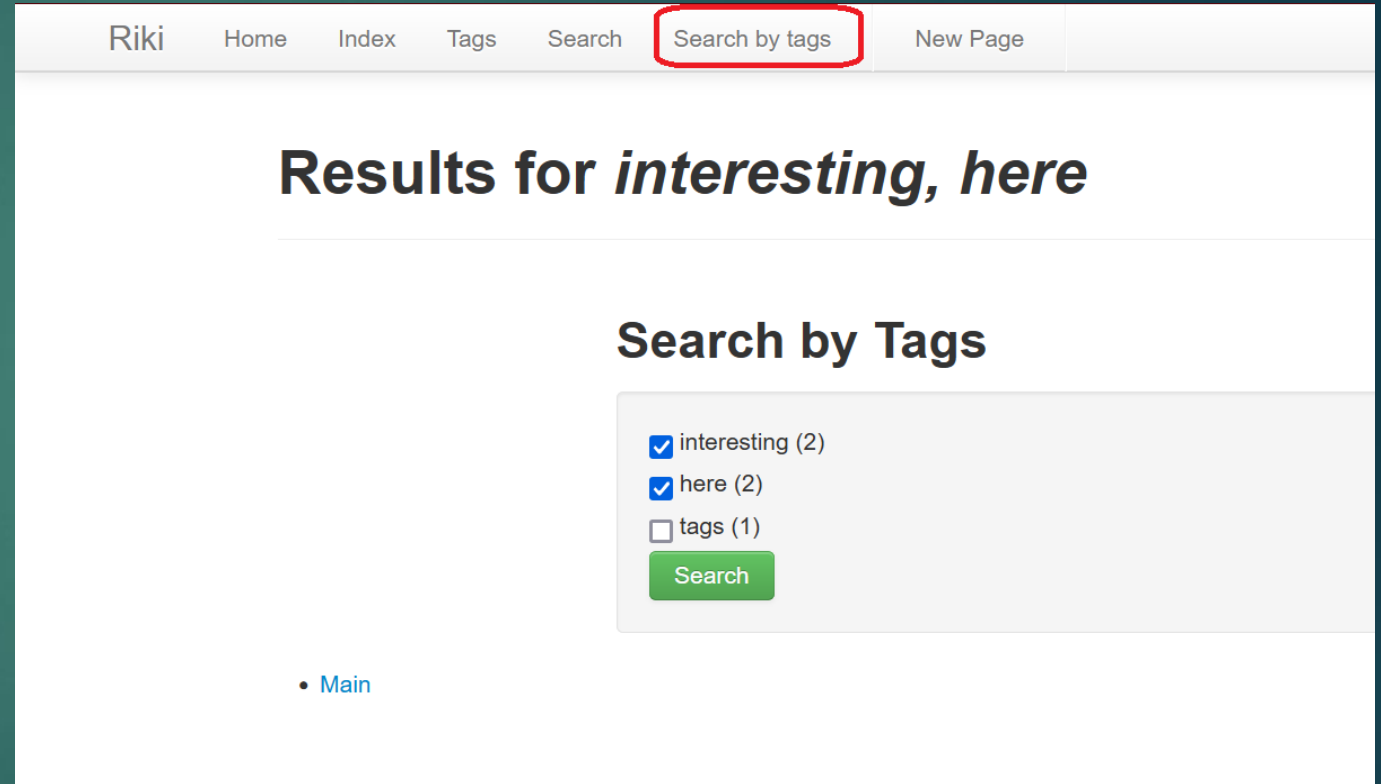 Riki Home Index Tags Search Search by tags New Page
Results for interesting, here
Search by Tags
interesting (2)
here (2)
tags (1)
Search
Main